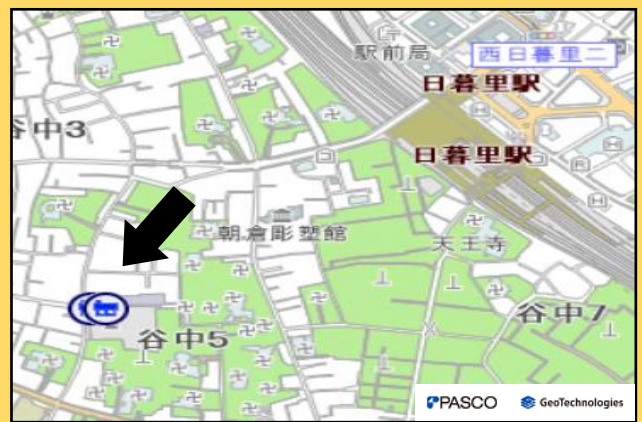 駅前局
西日暮里二
日暮里駅
谷中3
日暮里駅
朝倉彫塑館
天王寺
谷中7
谷中5
PASCO
GeoTechnologies